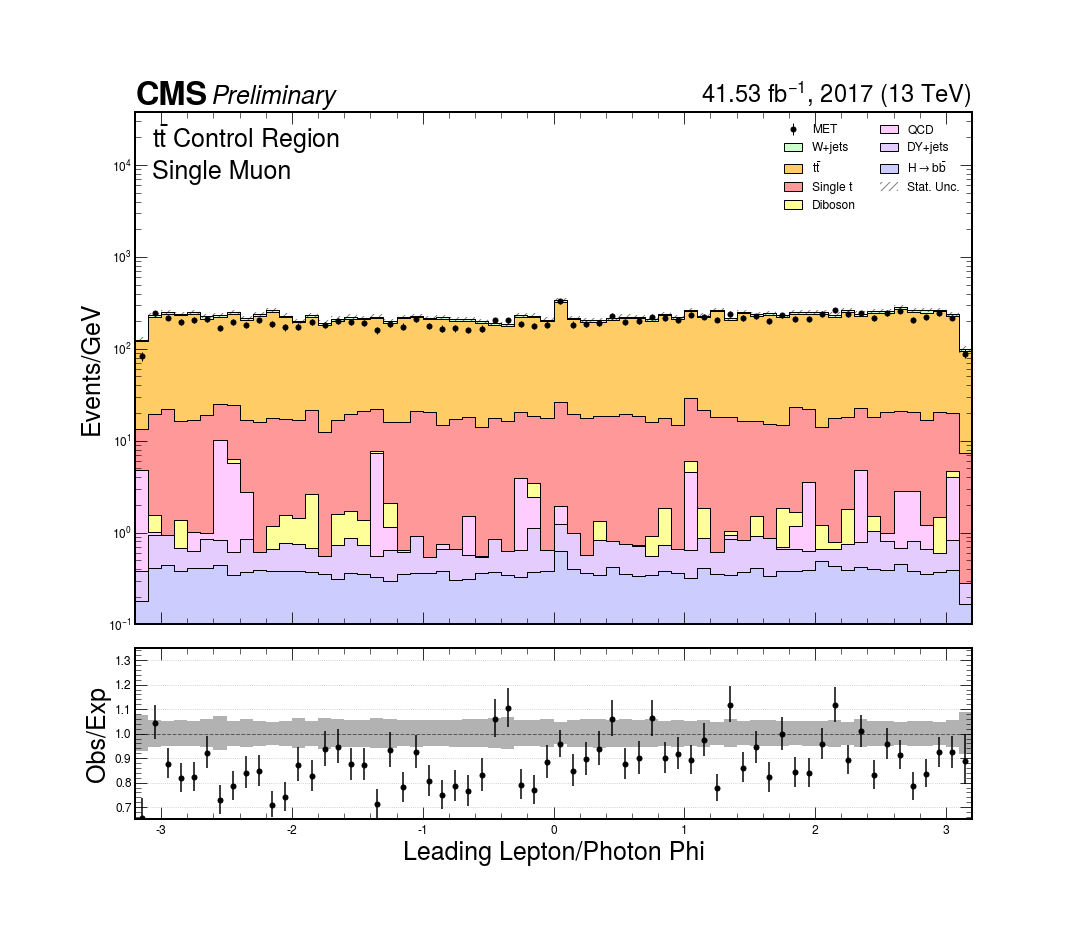 CMS Preliminary 41.53 fb⁻¹, 2017 (13 TeV)
tt̄ Control Region
Single Muon
MET
W+jets
tt̄
Single t
Diboson
QCD
DY+jets
H→bb̄
Stat. Unc.
Events/GeV
10⁴
10³
10²
10¹
10⁰
10⁻¹
Obs/Exp
1.3
1.2
1.1
1.0
0.9
0.8
0.7
-3 -2 -1 0 1 2 3
Leading Lepton/Photon Phi